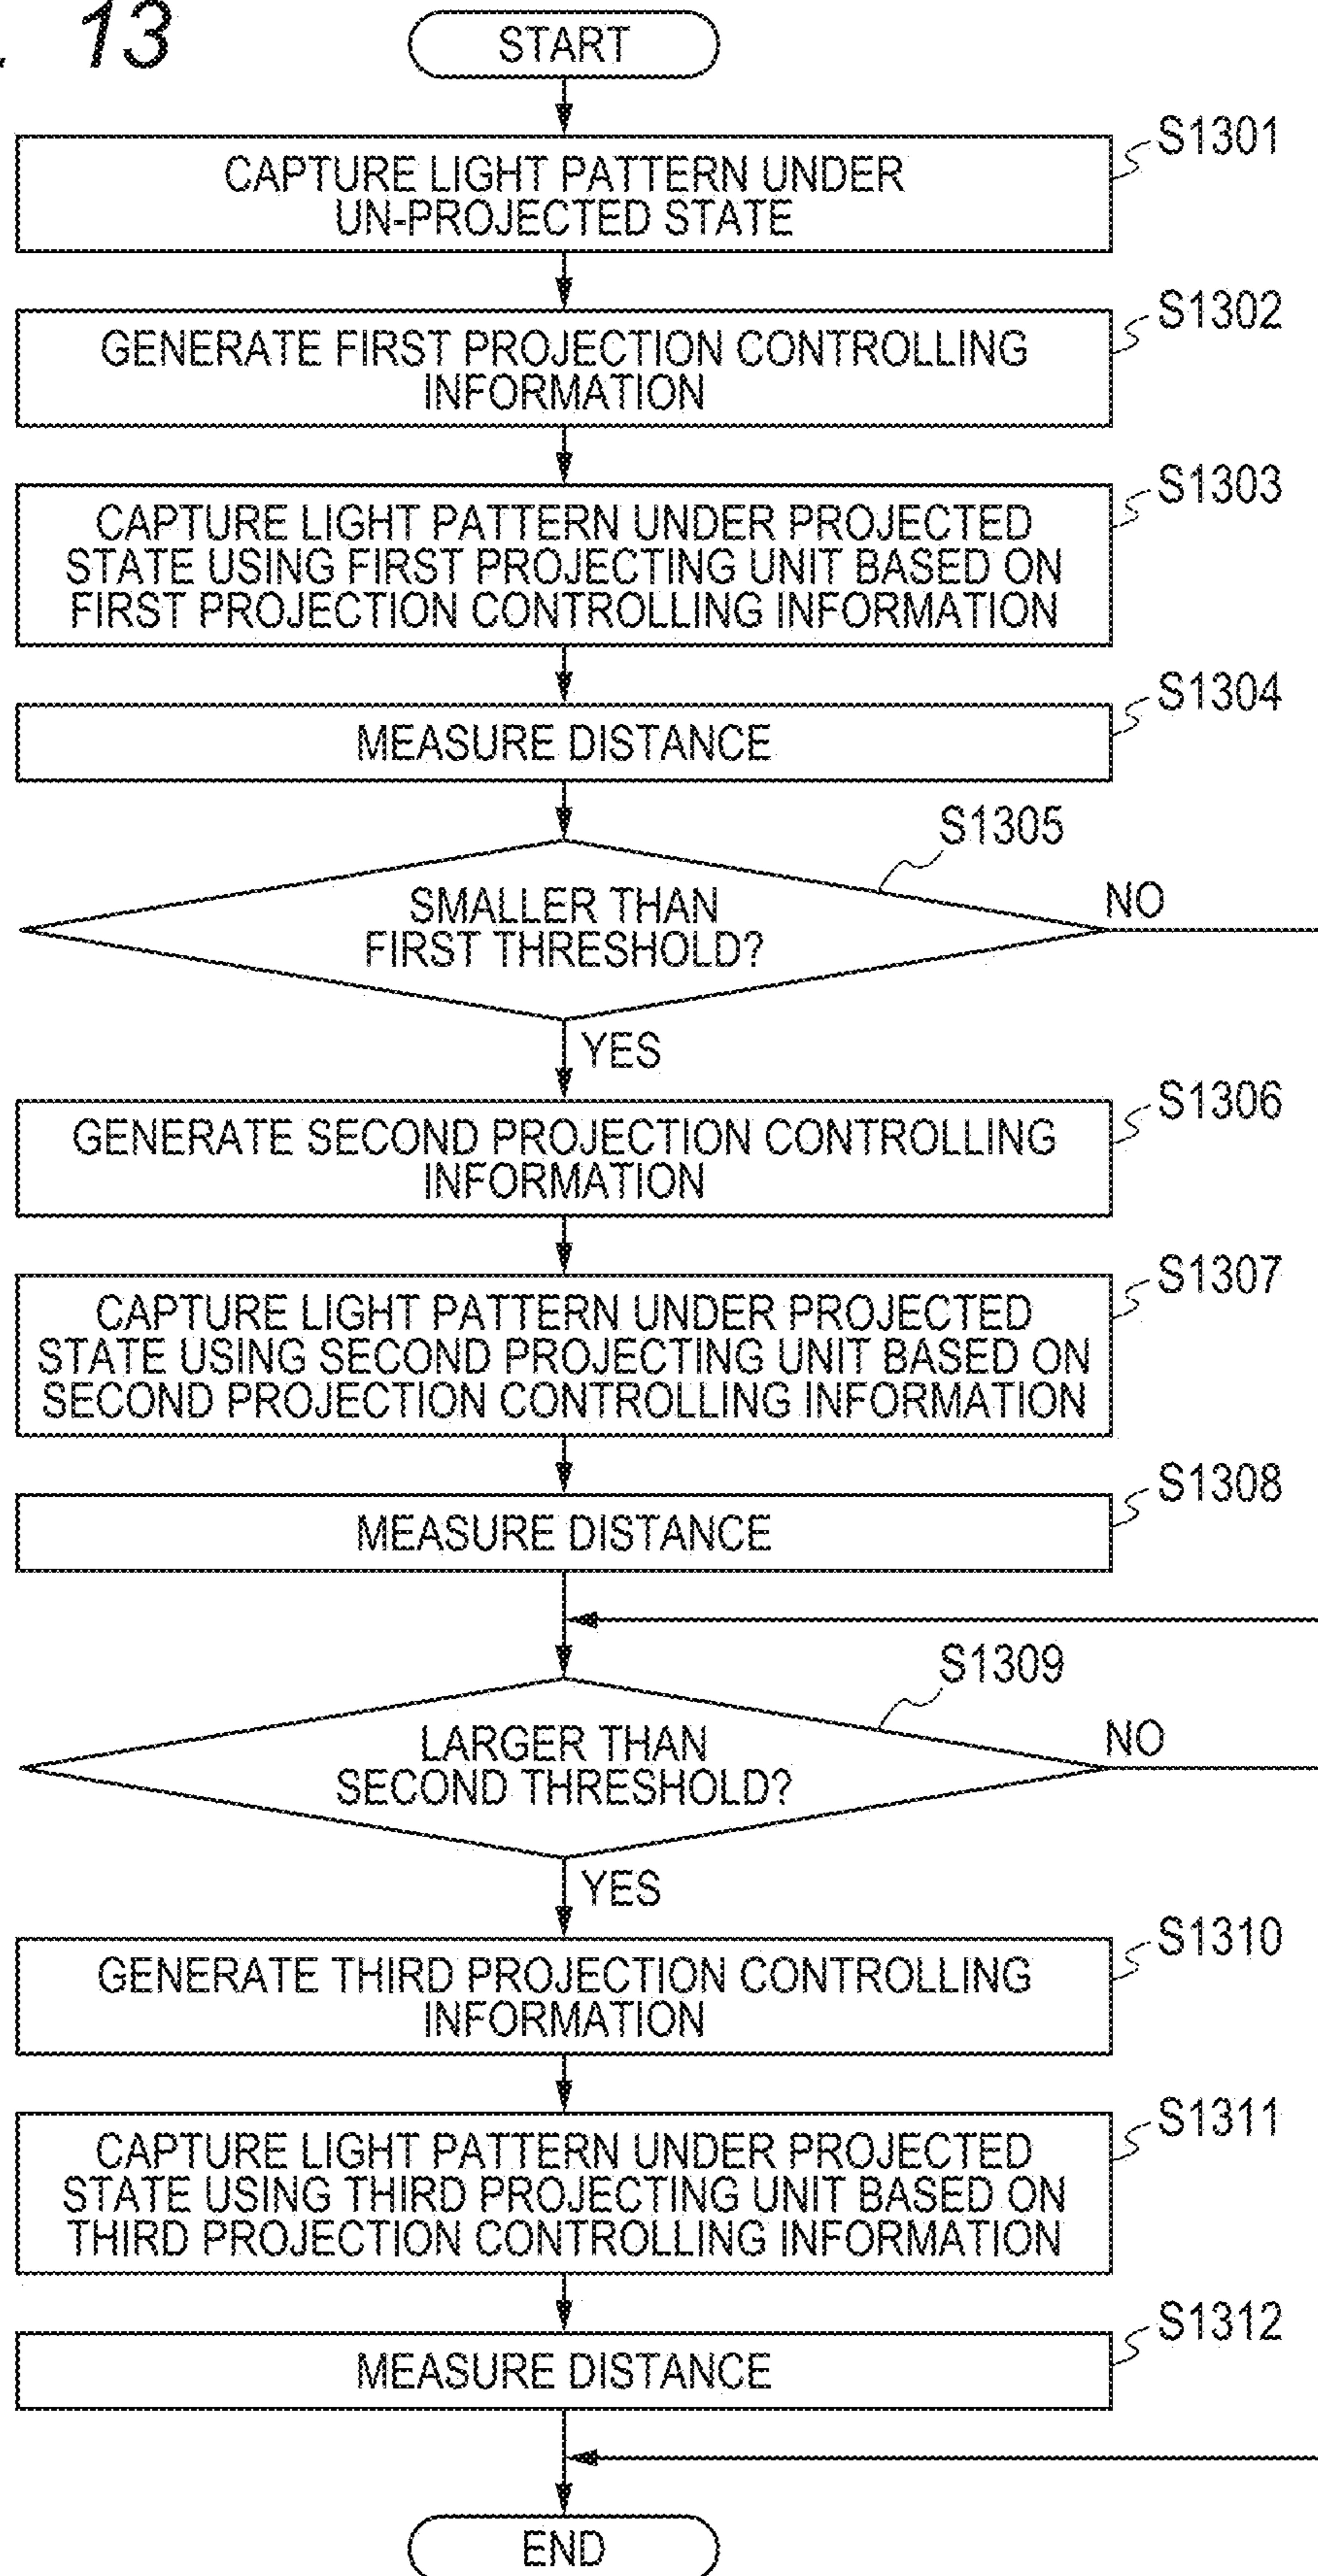 . 13
START
S1301
CAPTURE LIGHT PATTERN UNDER
UN-PROJECTED STATE
S1302
GENERATE FIRST PROJECTION CONTROLLING
INFORMATION
S1303
CAPTURE LIGHT PATTERN UNDER PROJECTED
STATE USING FIRST PROJECTING UNIT BASED ON
FIRST PROJECTION CONTROLLING INFORMATION
S1304
MEASURE DISTANCE
S1305
SMALLER THAN
FIRST THRESHOLD?
NO
YES
S1306
GENERATE SECOND PROJECTION CONTROLLING
INFORMATION
S1307
CAPTURE LIGHT PATTERN UNDER PROJECTED
STATE USING SECOND PROJECTING UNIT BASED ON
SECOND PROJECTION CONTROLLING INFORMATION
S1308
MEASURE DISTANCE
S1309
LARGER THAN
SECOND THRESHOLD?
NO
YES
S1310
GENERATE THIRD PROJECTION CONTROLLING
INFORMATION
S1311
CAPTURE LIGHT PATTERN UNDER PROJECTED
STATE USING THIRD PROJECTING UNIT BASED ON
THIRD PROJECTION CONTROLLING INFORMATION
S1312
MEASURE DISTANCE
END